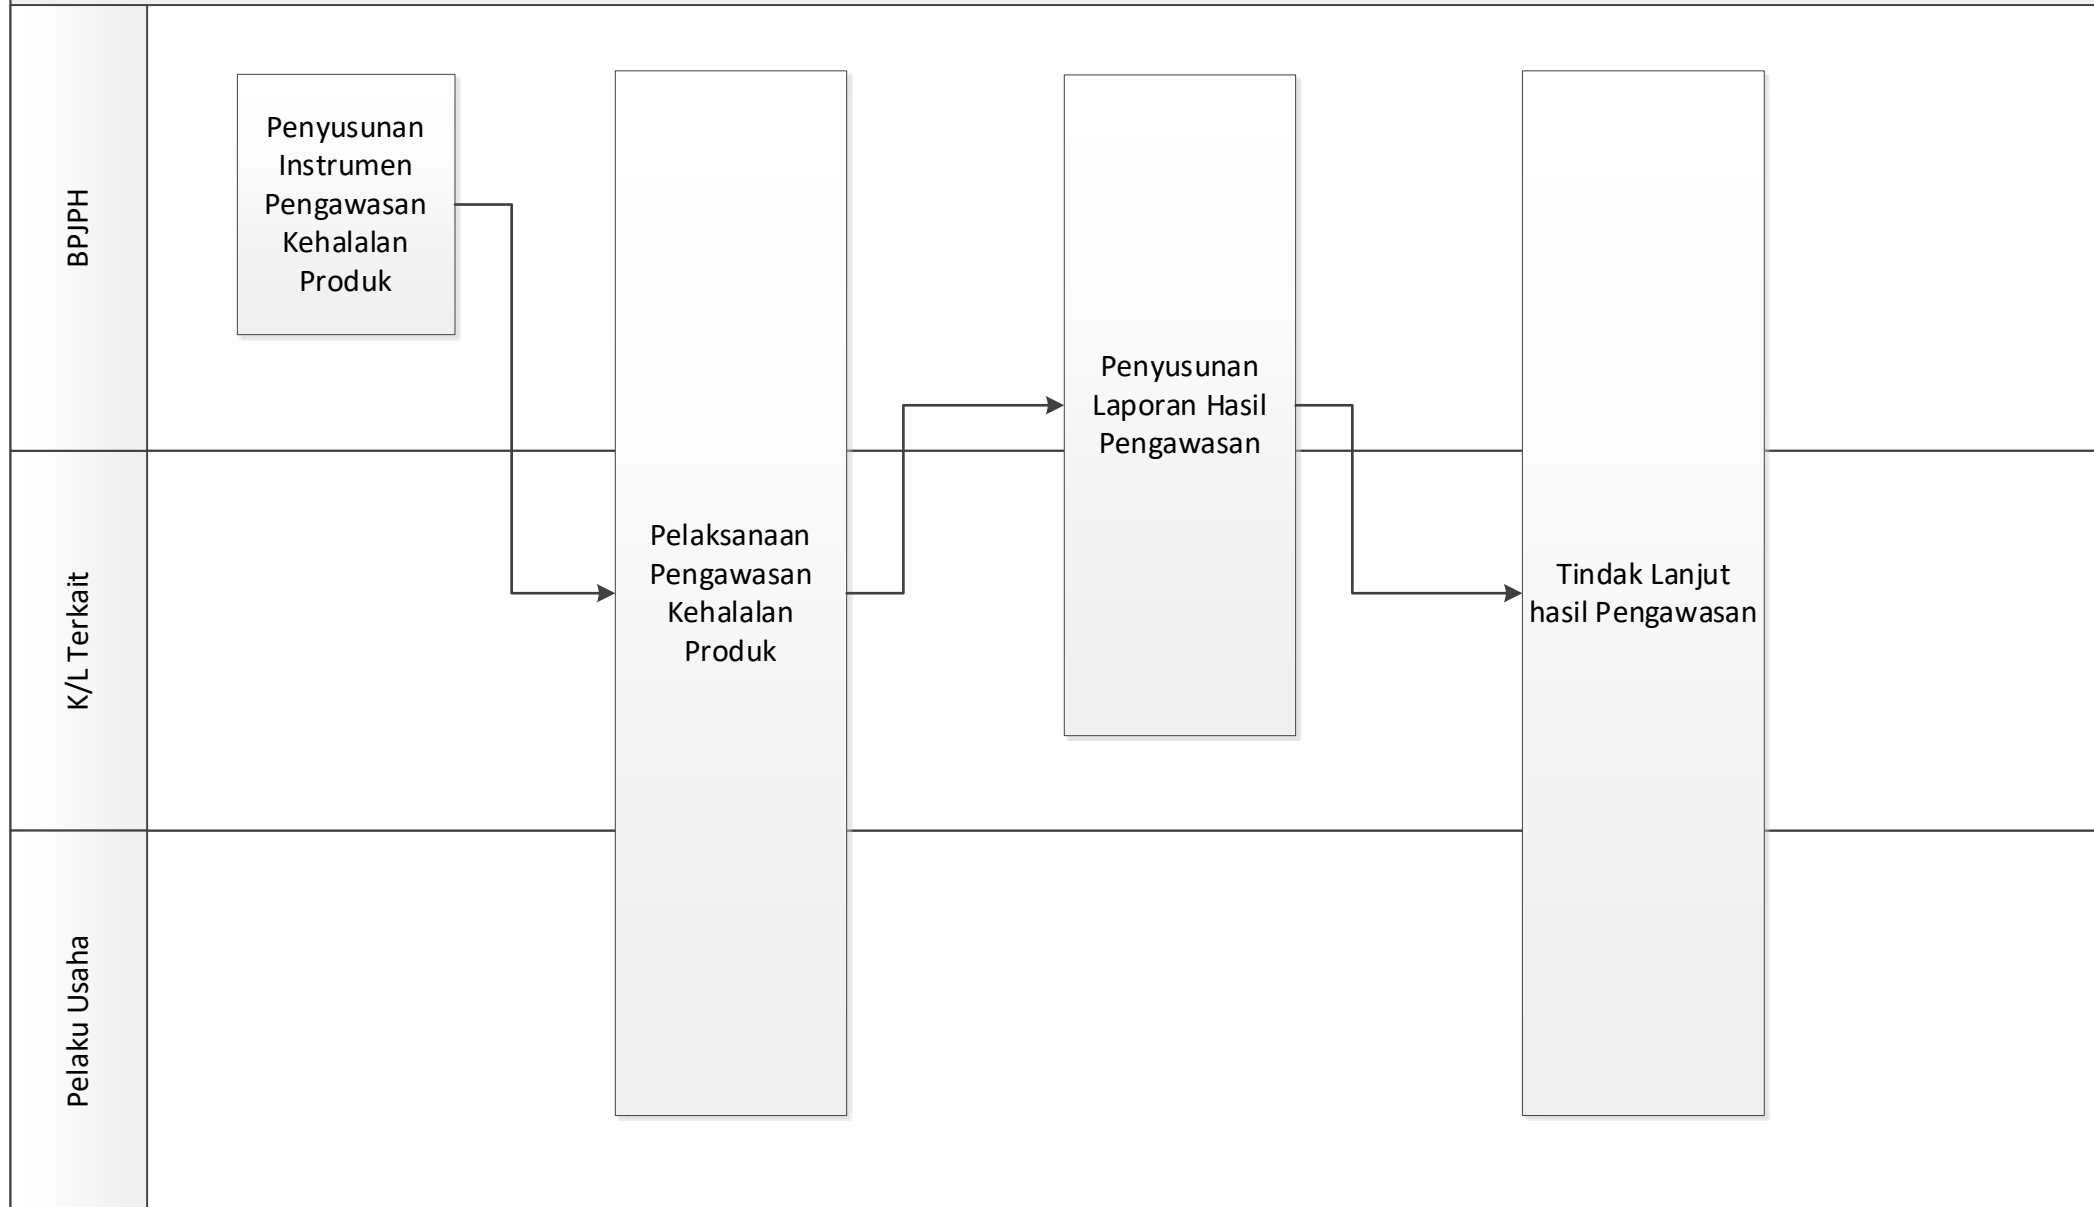 BPJPH
Penyusunan
Instrumen
Pengawasan
Kehalalan
Produk
Penyusunan
Laporan Hasil
Pengawasan
K/L Terkait
Pelaksanaan
Pengawasan
Kehalalan
Produk
Tindak Lanjut
hasil Pengawasan
Pelaku Usaha